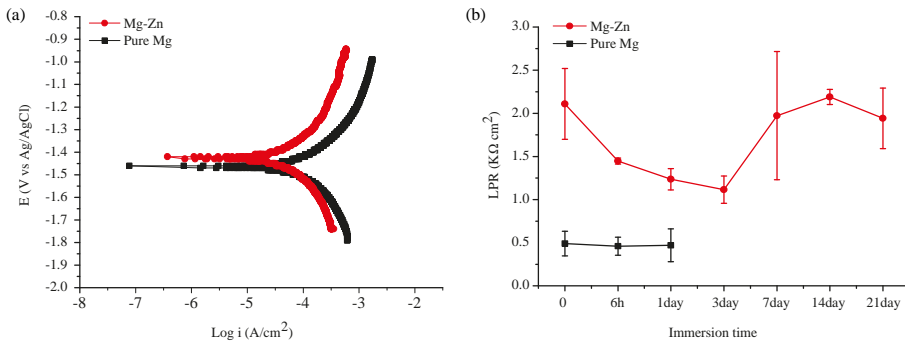 (a)
Mg-Zn
Pure Mg
E (V vs Ag/AgCl)
-0.8
-0.9
-1.0
-1.1
-1.2
-1.3
-1.4
-1.5
-1.6
-1.7
-1.8
-1.9
-2.0
-8 -7 -6 -5 -4 -3 -2
Log i (A/cm²)
(b)
Mg-Zn
Pure Mg
LPR (KΩ cm²)
3.0
2.5
2.0
1.5
1.0
0.5
0.0
0 6h 1day 3day 7day 14day 21day
Immersion time